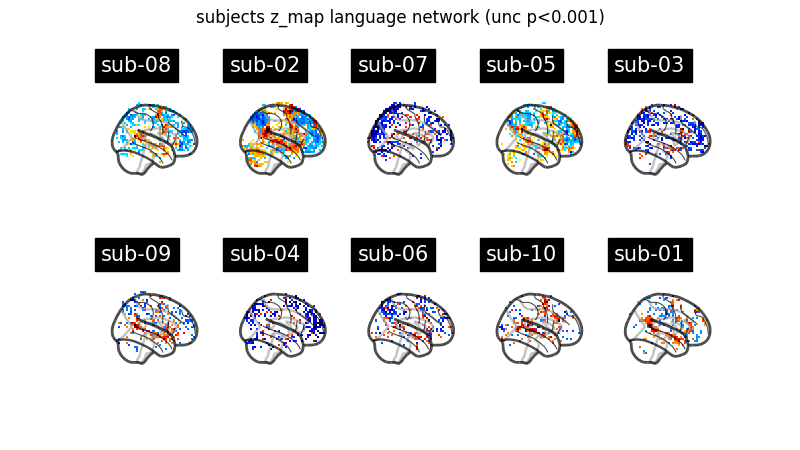 subjects z_map language network (unc p<0.001)
sub-08
sub-02
sub-07
sub-05
sub-03
sub-09
sub-04
sub-06
sub-10
sub-01